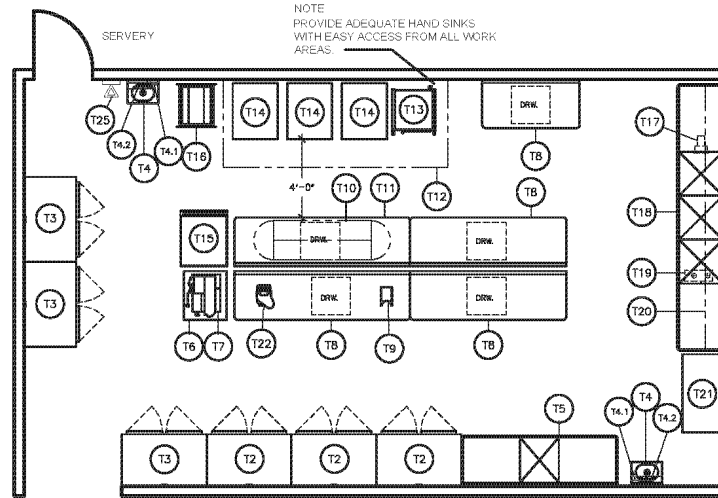 NOTE
PROVIDE ADEQUATE HAND SINKS
WITH EASY ACCESS FROM ALL WORK
AREAS.
SERVERY
T25
T4.2
T4
T4.1
T16
T14
T14
T14
T13
DRW.
T8
T17
4'-0"
T10
T11
T12
T8
T3
T15
DRW.
DRW.
T18
T19
T3
T6
T7
T22
DRW.
T8
T9
DRW.
T8
T20
T21
T5
T4.1
T4
T4.2
T3
T2
T2
T2